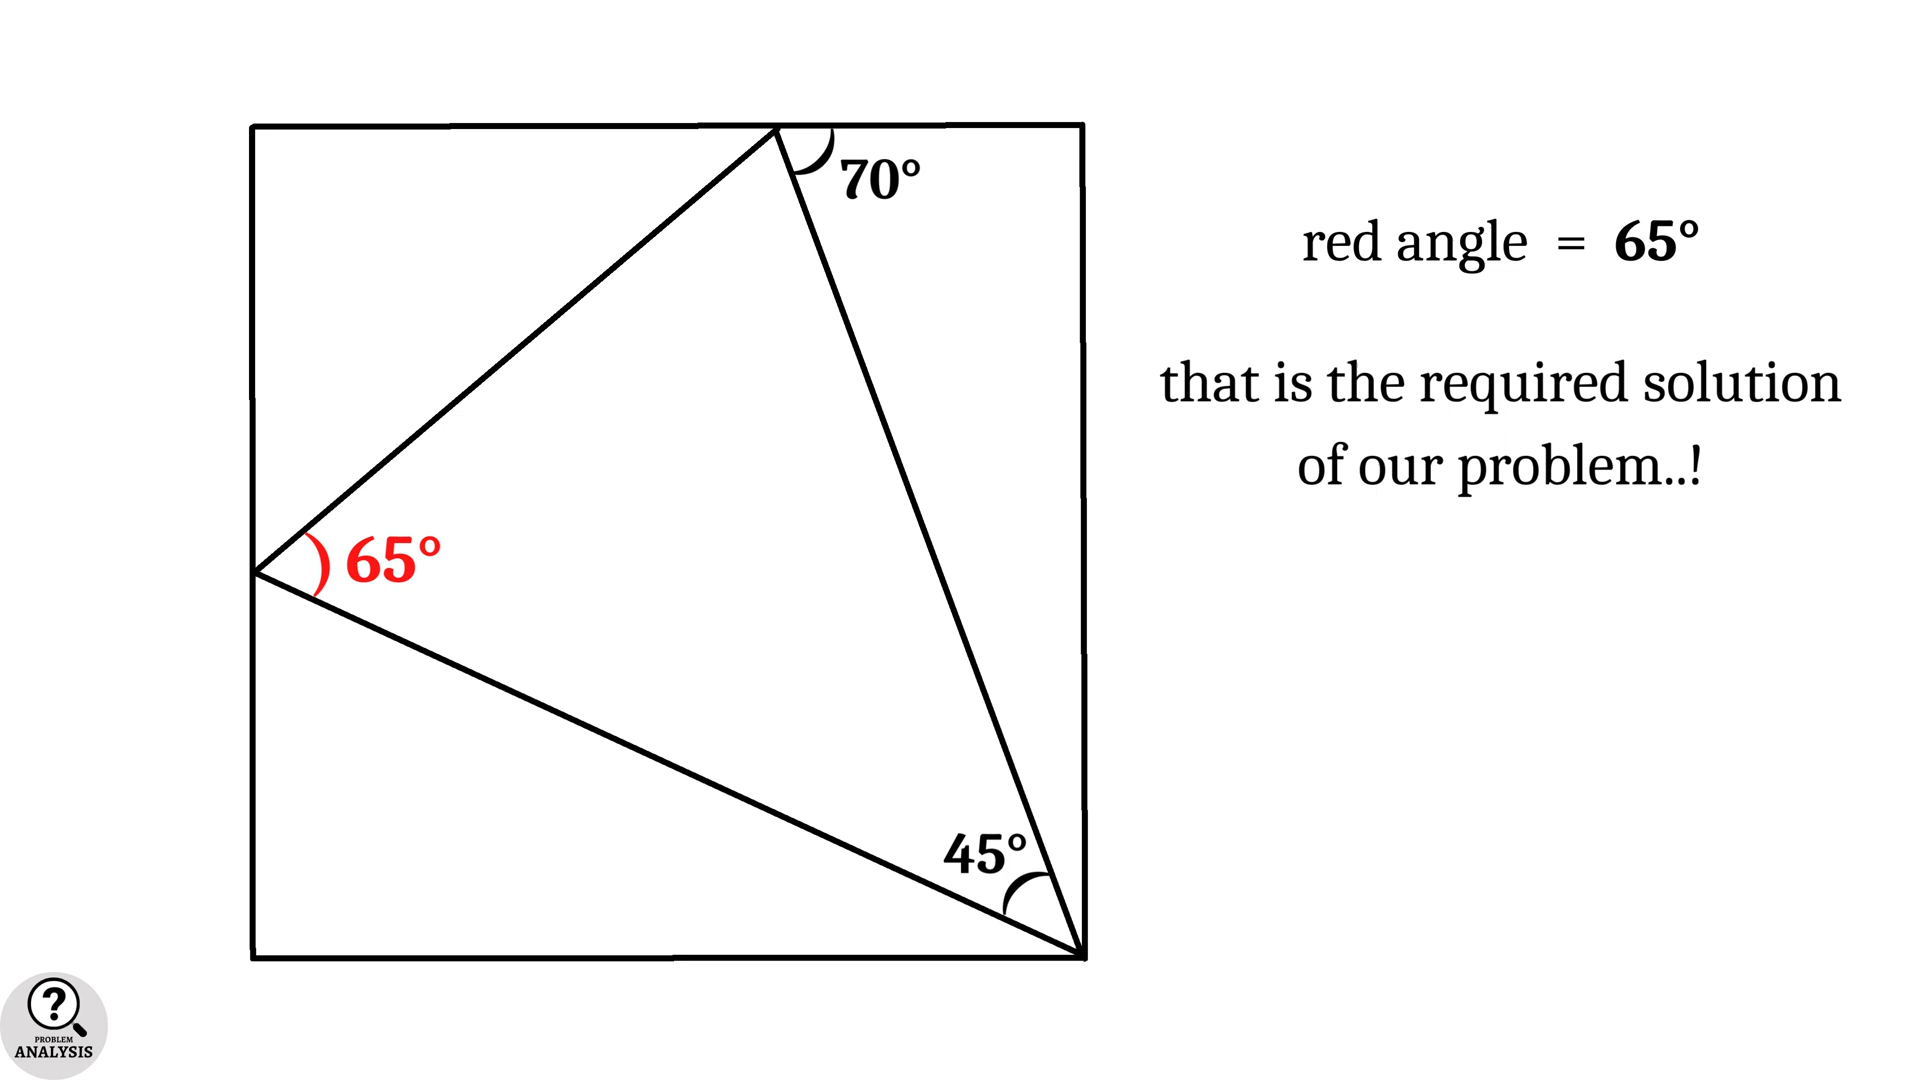 70°
red angle = 65°
that is the required solution
of our problem..!
65°
45°
?
PROBLEM
ANALYSIS